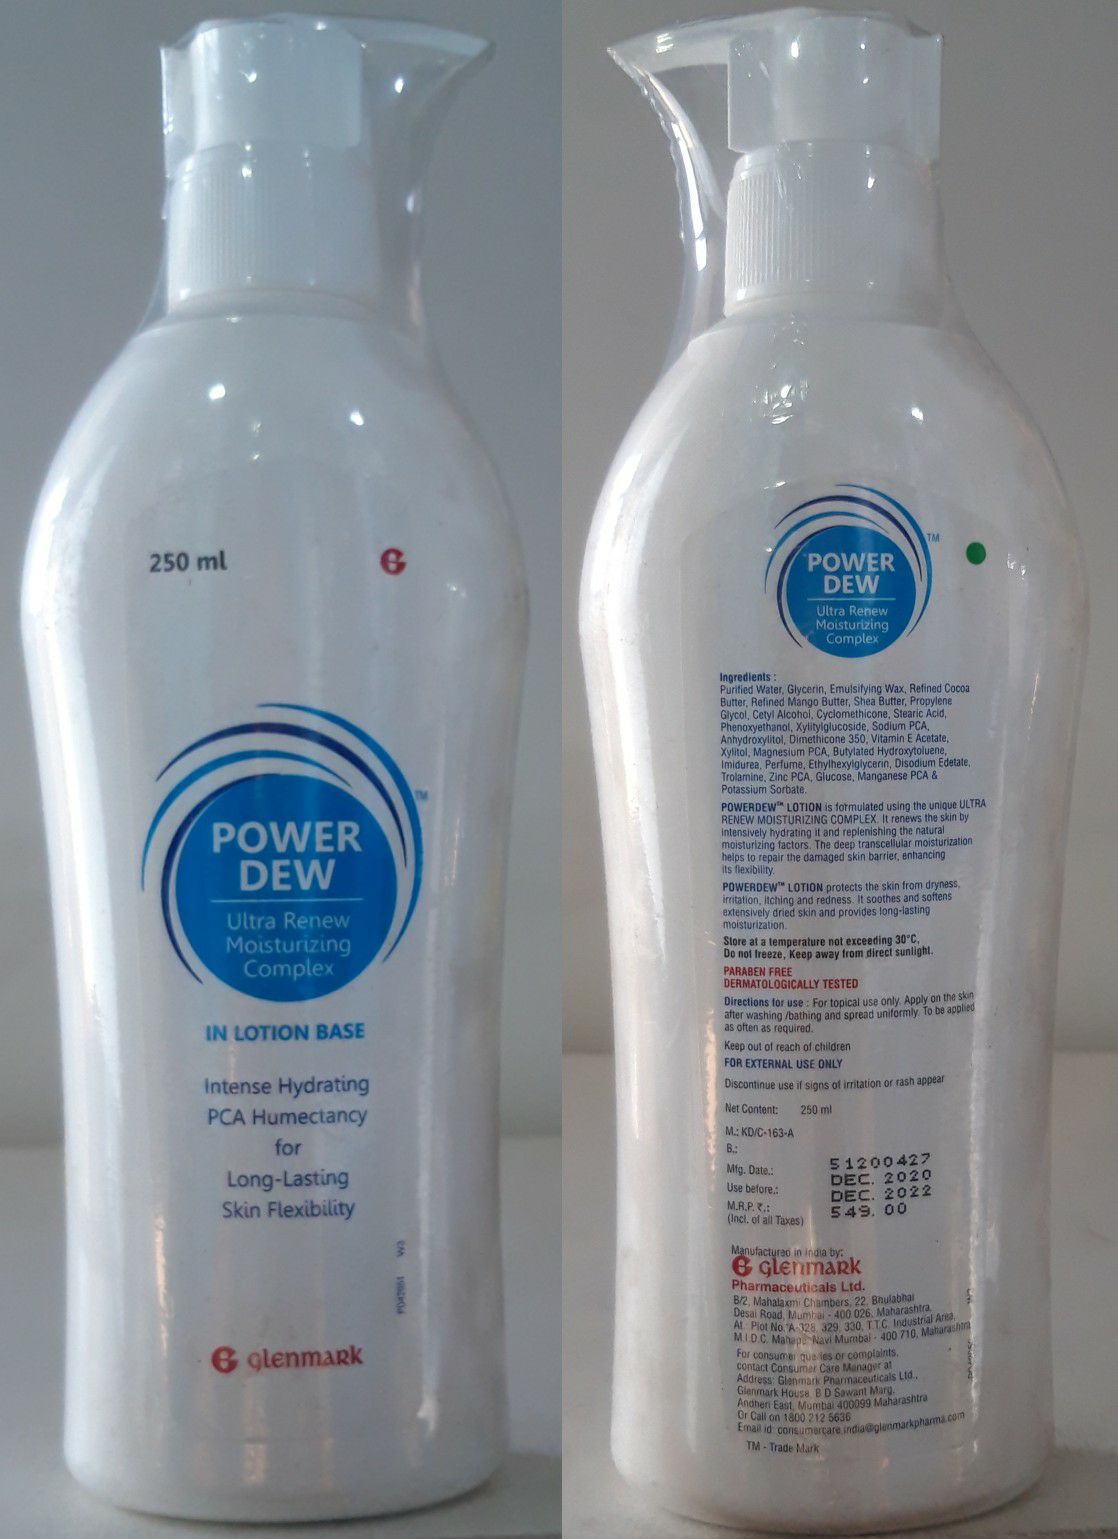 250 ml
POWER
DEW
TM
Ultra Renew
Moisturizing
Complex
IN LOTION BASE
Intense Hydrating
PCA Humectancy
for
Long-Lasting
Skin Flexibility
glenmark
POWER
DEW
TM
Ultra Renew
Moisturizing
Complex
Ingredients :
Purified Water, Glycerin, Emulsifying Wax, Refined Cocoa
Butter, Refined Mango Butter, Shea Butter, Propylene
Glycol, Cetyl Alcohol, Cyclomethicone, Stearic Acid,
Phenoxyethanol, Xylitylglucoside, Sodium PCA,
Anhydroxylitol, Dimethicone 350, Vitamin E Acetate,
Xylitol, Magnesium PCA, Butylated Hydroxytoluene,
Imidurea, Perfume, Ethylhexylglycerin, Disodium Edetate,
Trolamine, Zinc PCA, Glucose, Manganese PCA &
Potassium Sorbate.
POWERDEW™ LOTION is formulated using the unique ULTRA
RENEW MOISTURIZING COMPLEX. It renews the skin by
intensively hydrating it and replenishing the natural
moisturizing factors. The deep transcellular moisturization
helps to repair the damaged skin barrier, enhancing
its flexibility.
POWERDEW™ LOTION protects the skin from dryness,
irritation, itching and redness. It soothes and softens
extensively dried skin and provides long-lasting
moisturization.
Store at a temperature not exceeding 30°C,
Do not freeze, Keep away from direct sunlight.
PARABEN FREE
DERMATOLOGICALLY TESTED
Directions for use : For topical use only. Apply on the skin
after washing /bathing and spread uniformly. To be applied
as often as required.
Keep out of reach of children
FOR EXTERNAL USE ONLY
Discontinue use if signs of irritation or rash appear
Net Content: 250 ml
M.: KD/C-163-A
B.: 51200427
Mfg. Date.: DEC. 2020
Use before.: DEC. 2022
M.R.P. ₹.: 549. 00
(Incl. of all Taxes)
Manufactured in India by:
glenmark
Pharmaceuticals Ltd.
B/2, Mahalaxmi Chambers, 22, Bhulabhai
Desai Road, Mumbai - 400 026, Maharashtra.
At : Plot No. A-328, 329, 330, T.T.C. Industrial Area,
M.I.D.C. Mahape, Navi Mumbai - 400 710, Maharashtra
For consumer queries or complaints,
contact Consumer Care Manager at
Address: Glenmark Pharmaceuticals Ltd.,
Glenmark House, B D Sawant Marg,
Andheri East, Mumbai 400099 Maharashtra
Or Call on 1800 212 5636
Email id: consumercare.india@glenmarkpharma.com
TM - Trade Mark